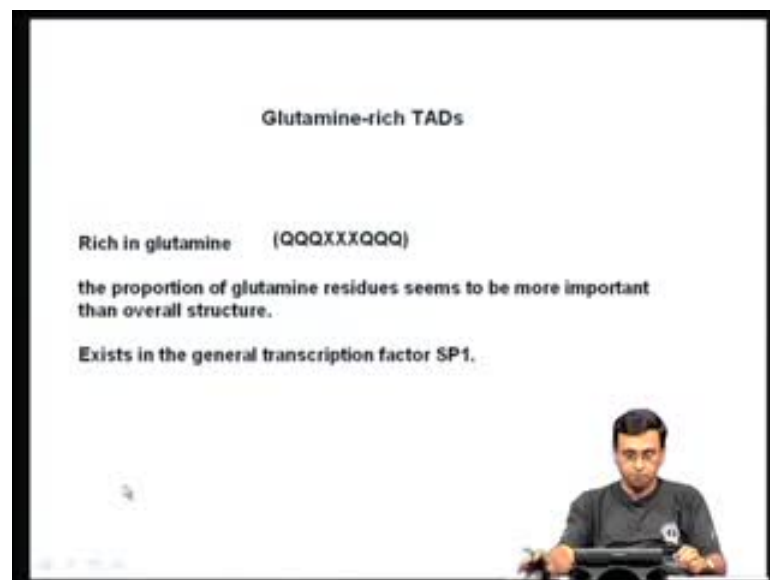 Glutamine-rich TADs
Rich in glutamine (QQQXXXQQQ)
the proportion of glutamine residues seems to be more important
than overall structure.
Exists in the general transcription factor SP1.